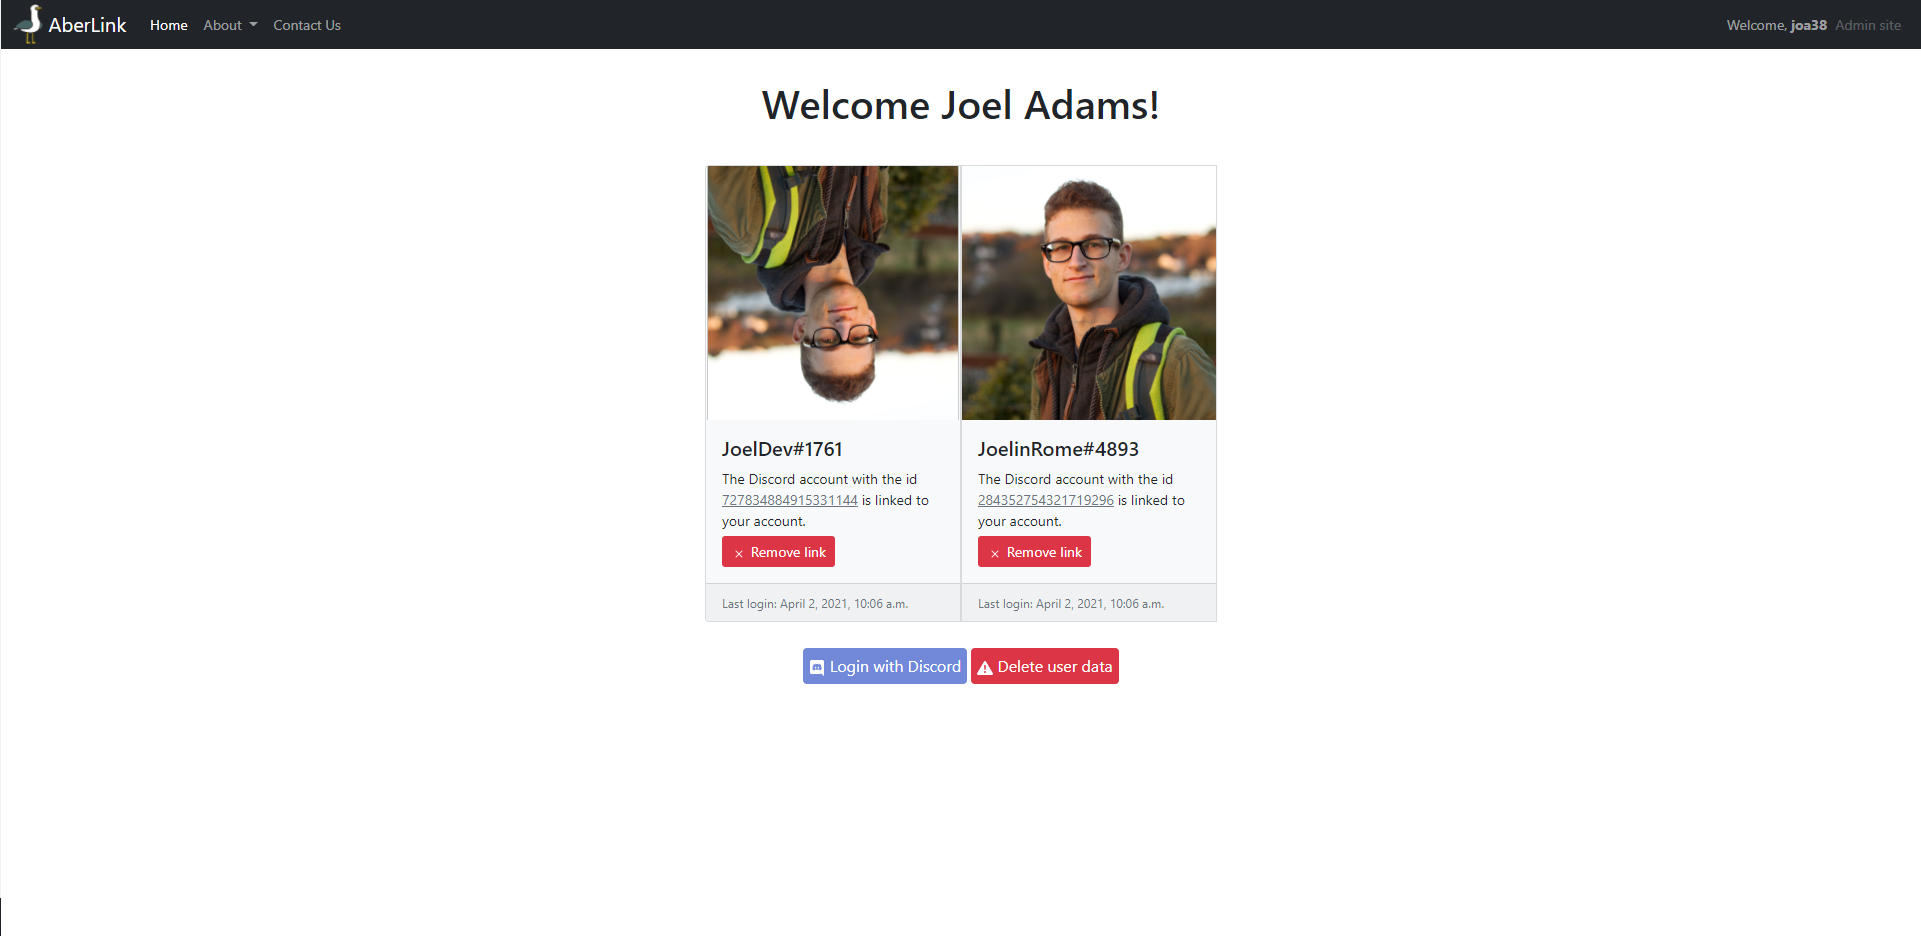 AberLink Home About Contact Us Welcome, joa38 Admin site
Welcome Joel Adams!
JoelDev#1761
The Discord account with the id
727834884915331144 is linked to
your account.
Remove link
Last login: April 2, 2021, 10:06 a.m.
JoelinRome#4893
The Discord account with the id
284352754321719296 is linked to
your account.
Remove link
Last login: April 2, 2021, 10:06 a.m.
Login with Discord Delete user data